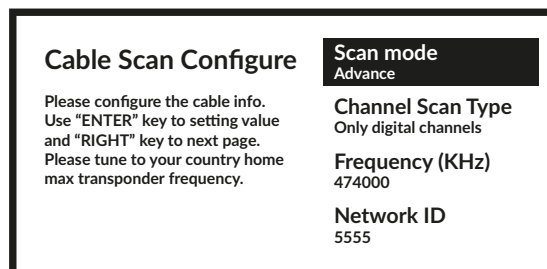 Cable Scan Configure
Please configure the cable info.
Use “ENTER” key to setting value
and “RIGHT” key to next page.
Please tune to your country home
max transponder frequency.
Scan mode
Advance
Channel Scan Type
Only digital channels
Frequency (KHz)
474000
Network ID
5555